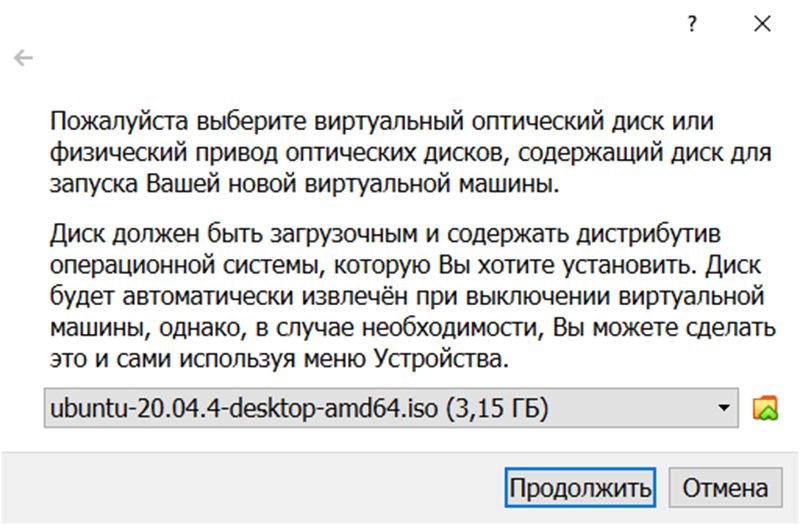 ?
Пожалуйста выберите виртуальный оптический диск или
физический привод оптических дисков, содержащий диск для
запуска Вашей новой виртуальной машины.
Диск должен быть загрузочным и содержать дистрибутив
операционной системы, которую Вы хотите установить. Диск
будет автоматически извлечён при выключении виртуальной
машины, однако, в случае необходимости, Вы можете сделать
это и сами используя меню Устройства.
ubuntu-20.04.4-desktop-amd64.iso (3,15 ГБ)
Продолжить Отмена